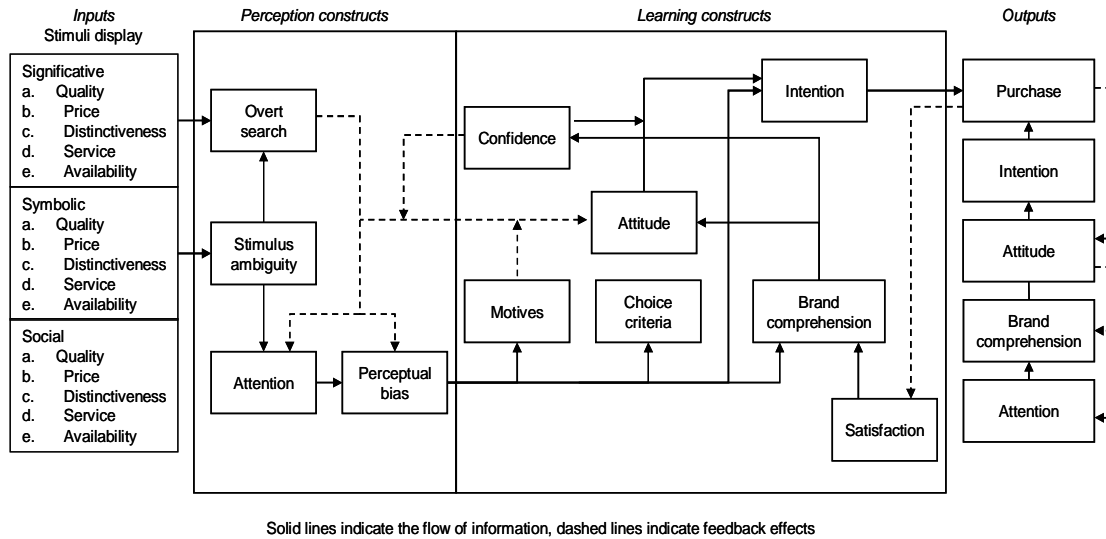 Inputs
Stimuli display
Perception constructs
Learning constructs
Outputs
Significative
a. Quality
b. Price
c. Distinctiveness
d. Service
e. Availability
Symbolic
a. Quality
b. Price
c. Distinctiveness
d. Service
e. Availability
Social
a. Quality
b. Price
c. Distinctiveness
d. Service
e. Availability
Overt
search
Stimulus
ambiguity
Attention
Perceptual
bias
Confidence
Intention
Attitude
Motives
Choice
criteria
Brand
comprehension
Satisfaction
Purchase
Intention
Attitude
Brand
comprehension
Attention
Solid lines indicate the flow of information, dashed lines indicate feedback effects